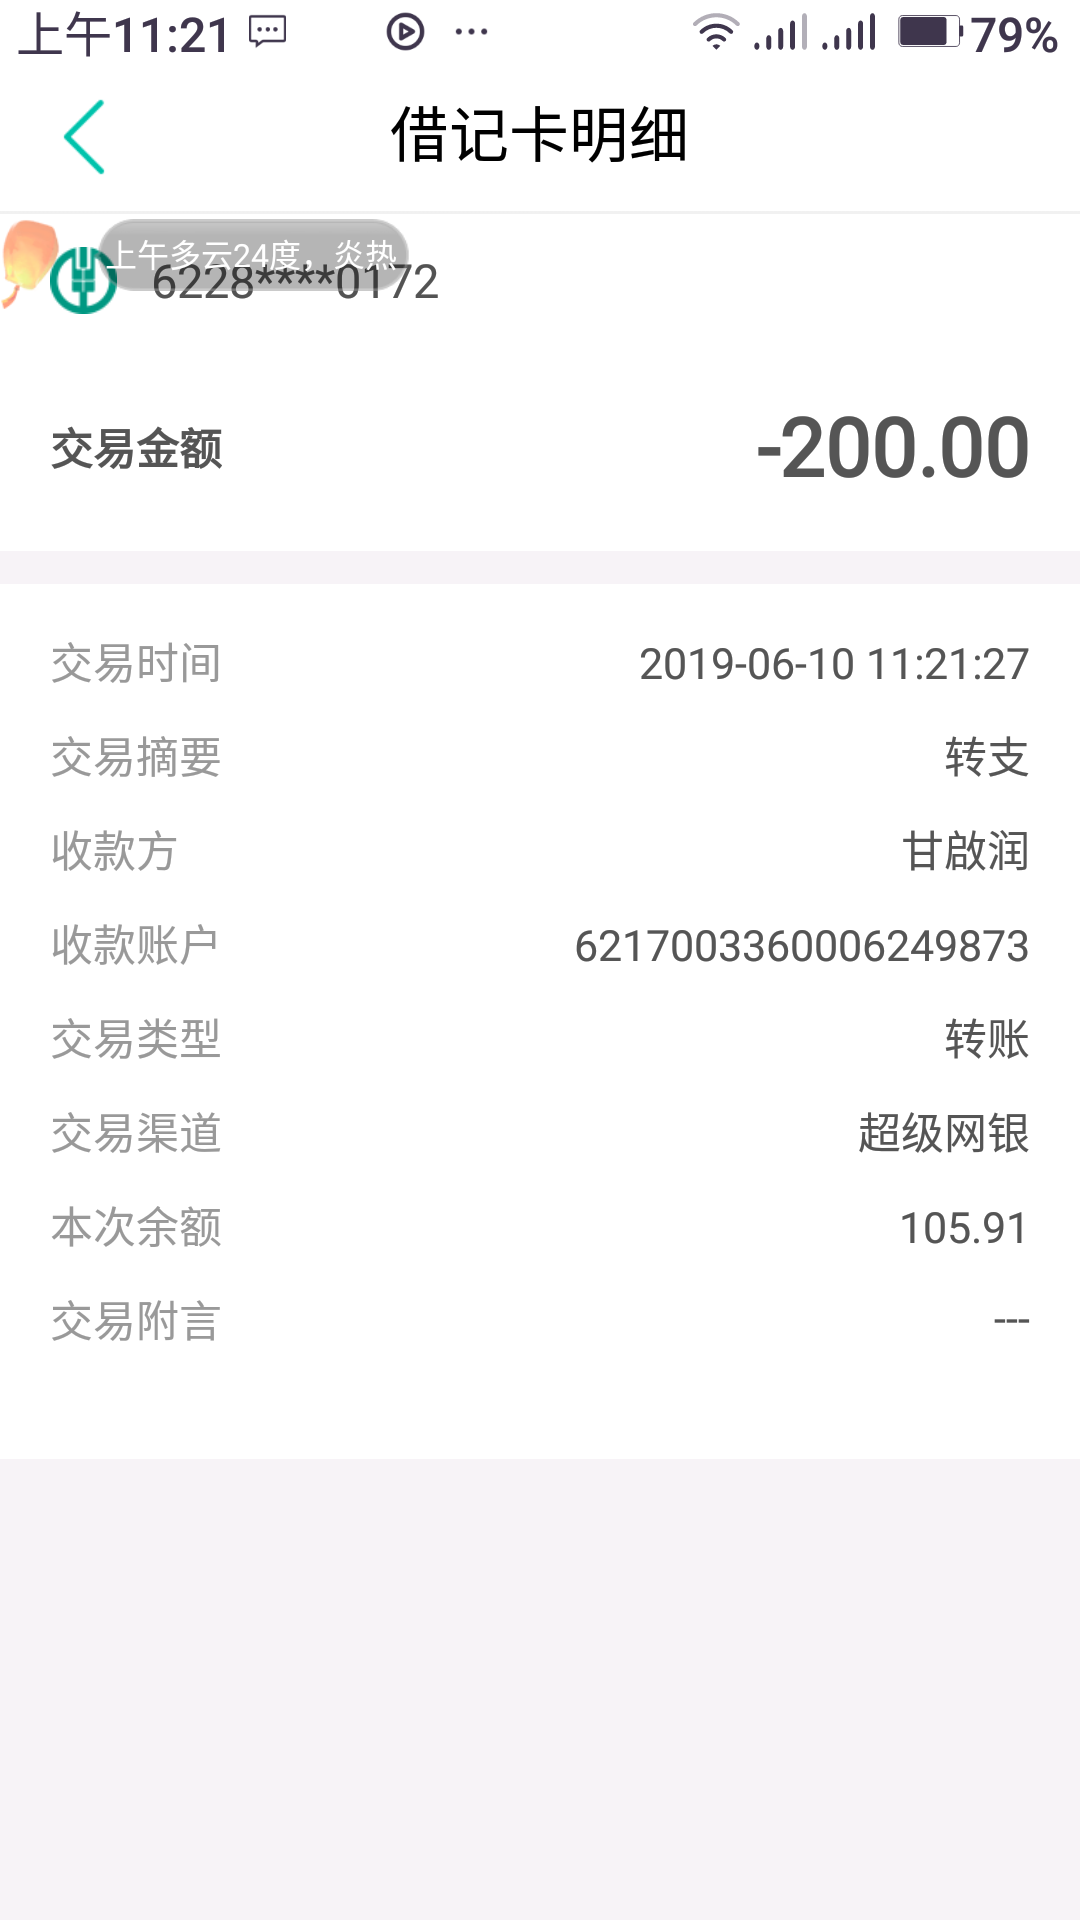 上午11:21 79%
借记卡明细
上午多云24度，炎热
6228****0172
交易金额 -200.00
交易时间 2019-06-10 11:21:27
交易摘要 转支
收款方 甘啟润
收款账户 6217003360006249873
交易类型 转账
交易渠道 超级网银
本次余额 105.91
交易附言 ---